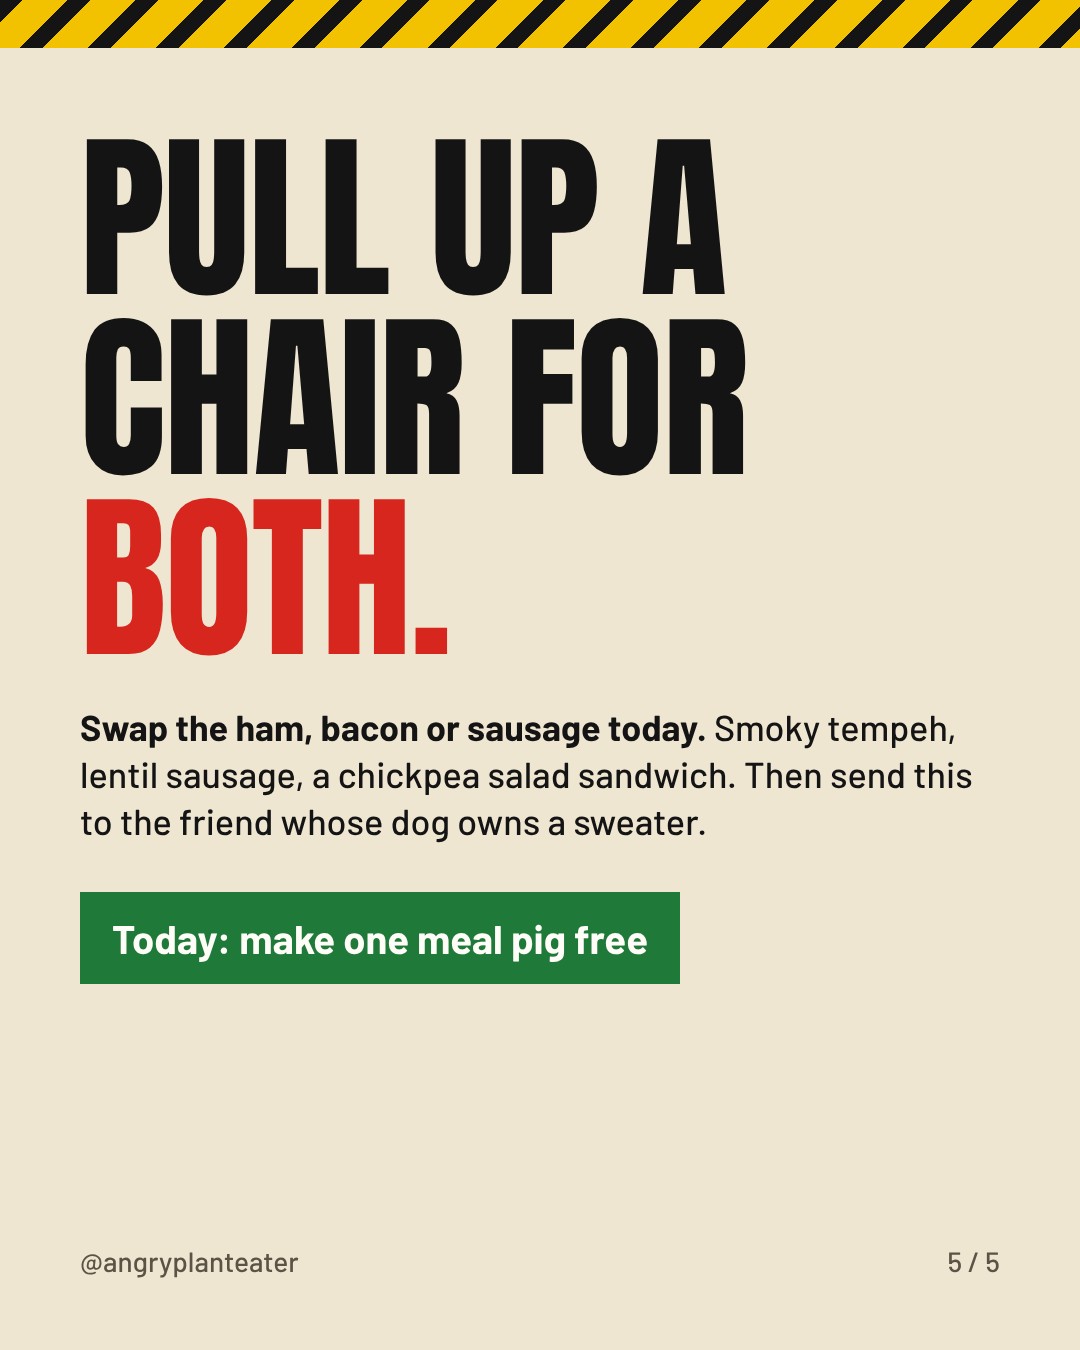 PULL UP A
CHAIR FOR
BOTH.
Swap the ham, bacon or sausage today. Smoky tempeh,
lentil sausage, a chickpea salad sandwich. Then send this
to the friend whose dog owns a sweater.
Today: make one meal pig free
@angryplanteater
5 / 5